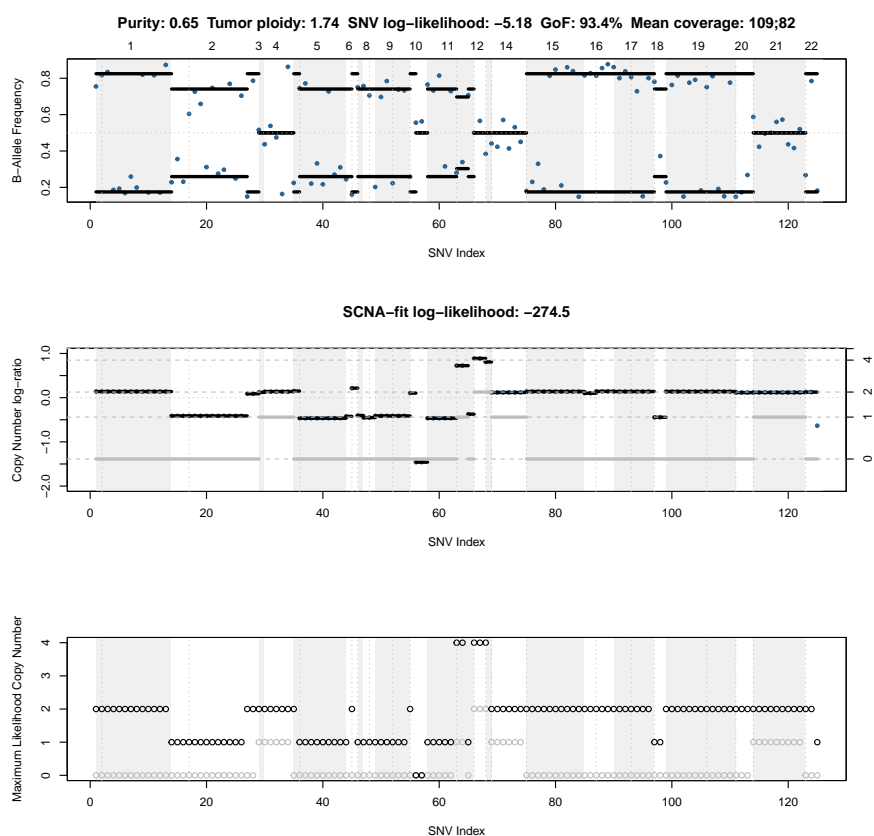 Purity: 0.65 Tumor ploidy: 1.74 SNV log−likelihood: −5.18 GoF: 93.4% Mean coverage: 109;82
1 2 3 4 5 6 8 9 10 11 12 14 15 16 17 18 19 20 21 22
B−Allele Frequency
0.8
0.6
0.4
0.2
0 20 40 60 80 100 120
SNV Index
SCNA−fit log−likelihood: −274.5
Copy Number log−ratio
1.0
0.0
−1.0
−2.0
4
2
1
0
0 20 40 60 80 100 120
SNV Index
Maximum Likelihood Copy Number
4
3
2
1
0
0 20 40 60 80 100 120
SNV Index